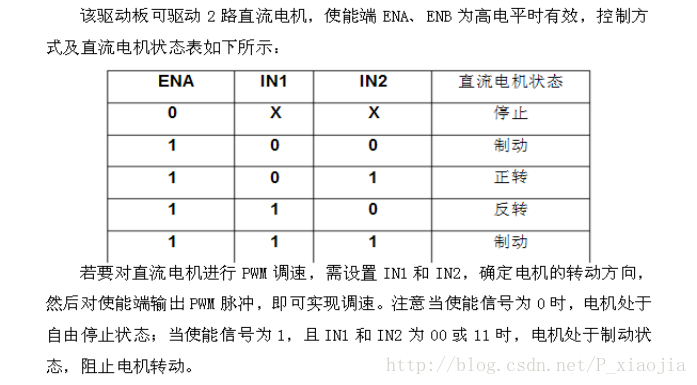 该驱动板可驱动 2 路直流电机，使能端 ENA、ENB 为高电平时有效，控制方
式及直流电机状态表如下所示：
ENA IN1 IN2 直流电机状态
0 X X 停止
1 0 0 制动
1 0 1 正转
1 1 0 反转
1 1 1 制动
若要对直流电机进行 PWM 调速，需设置 IN1 和 IN2，确定电机的转动方向，
然后对使能端输出 PWM 脉冲，即可实现调速。注意当使能信号为 0 时，电机处于
自由停止状态；当使能信号为 1，且 IN1 和 IN2 为 00 或 11 时，电机处于制动状
态，阻止电机转动。
http://blog.csdn.net/P_xiaojia